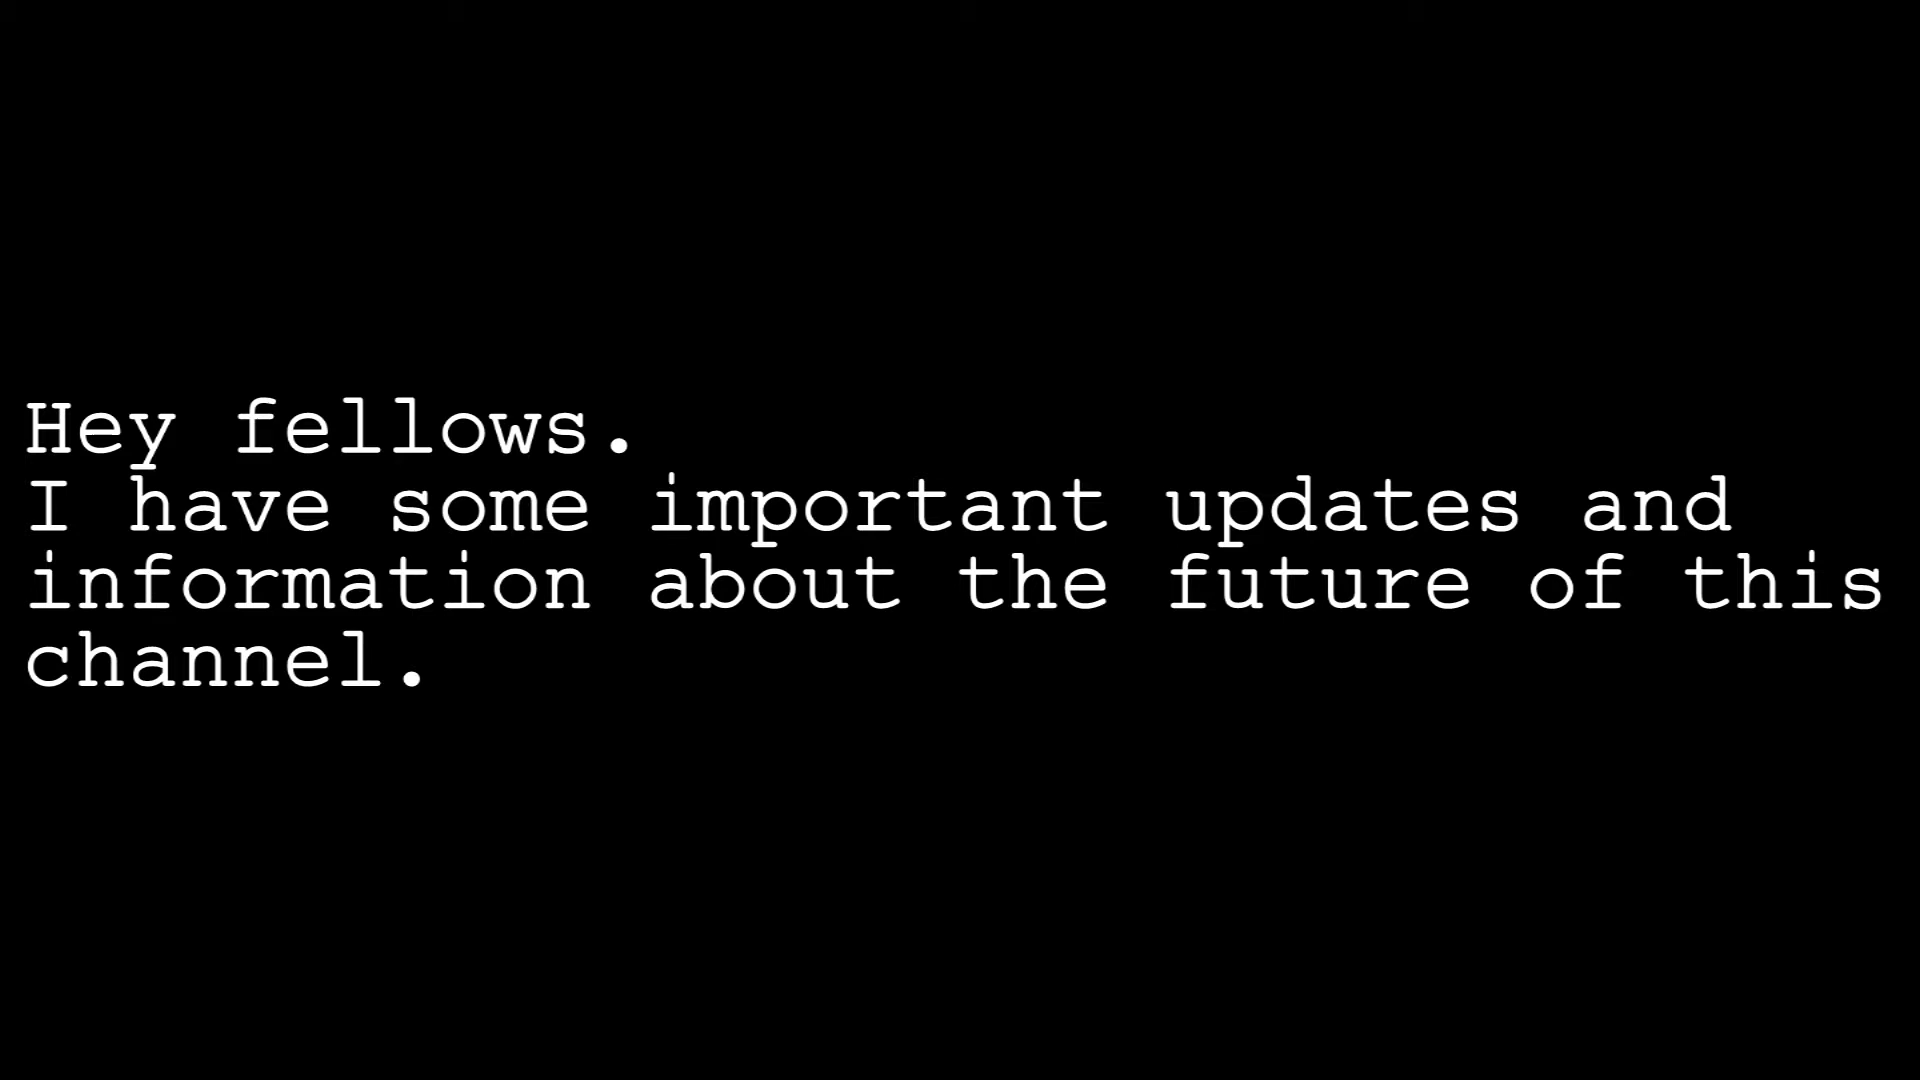 Hey fellows.
I have some important updates and
information about the future of this
channel.